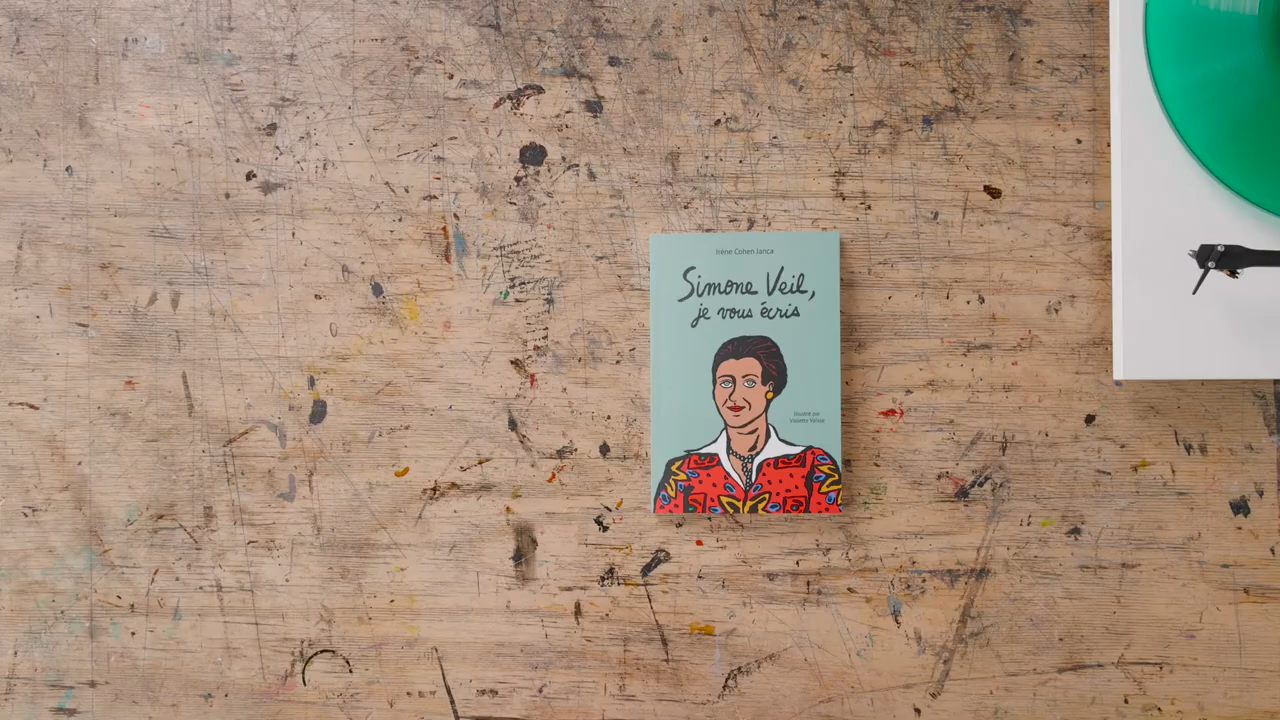 Irène Cohen Janca
Simone Veil,
je vous écris
illustré par
Violette Vaïsse